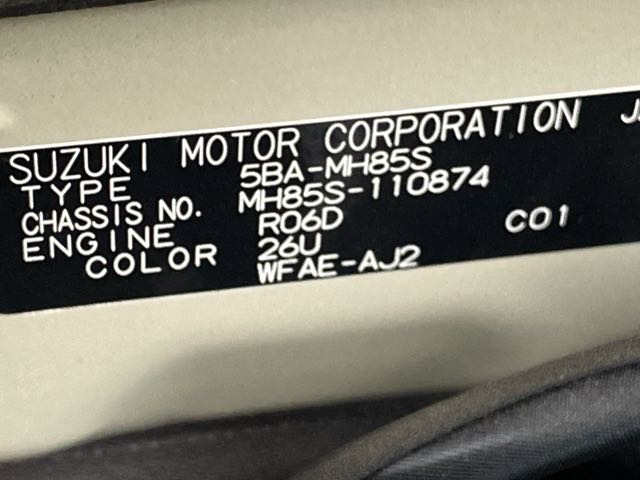 SUZUKI MOTOR CORPORATION
TYPE 5BA-MH85S
CHASSIS NO. MH85S-110874
ENGINE R06D
COLOR 26U C01
WFAE-AJ2